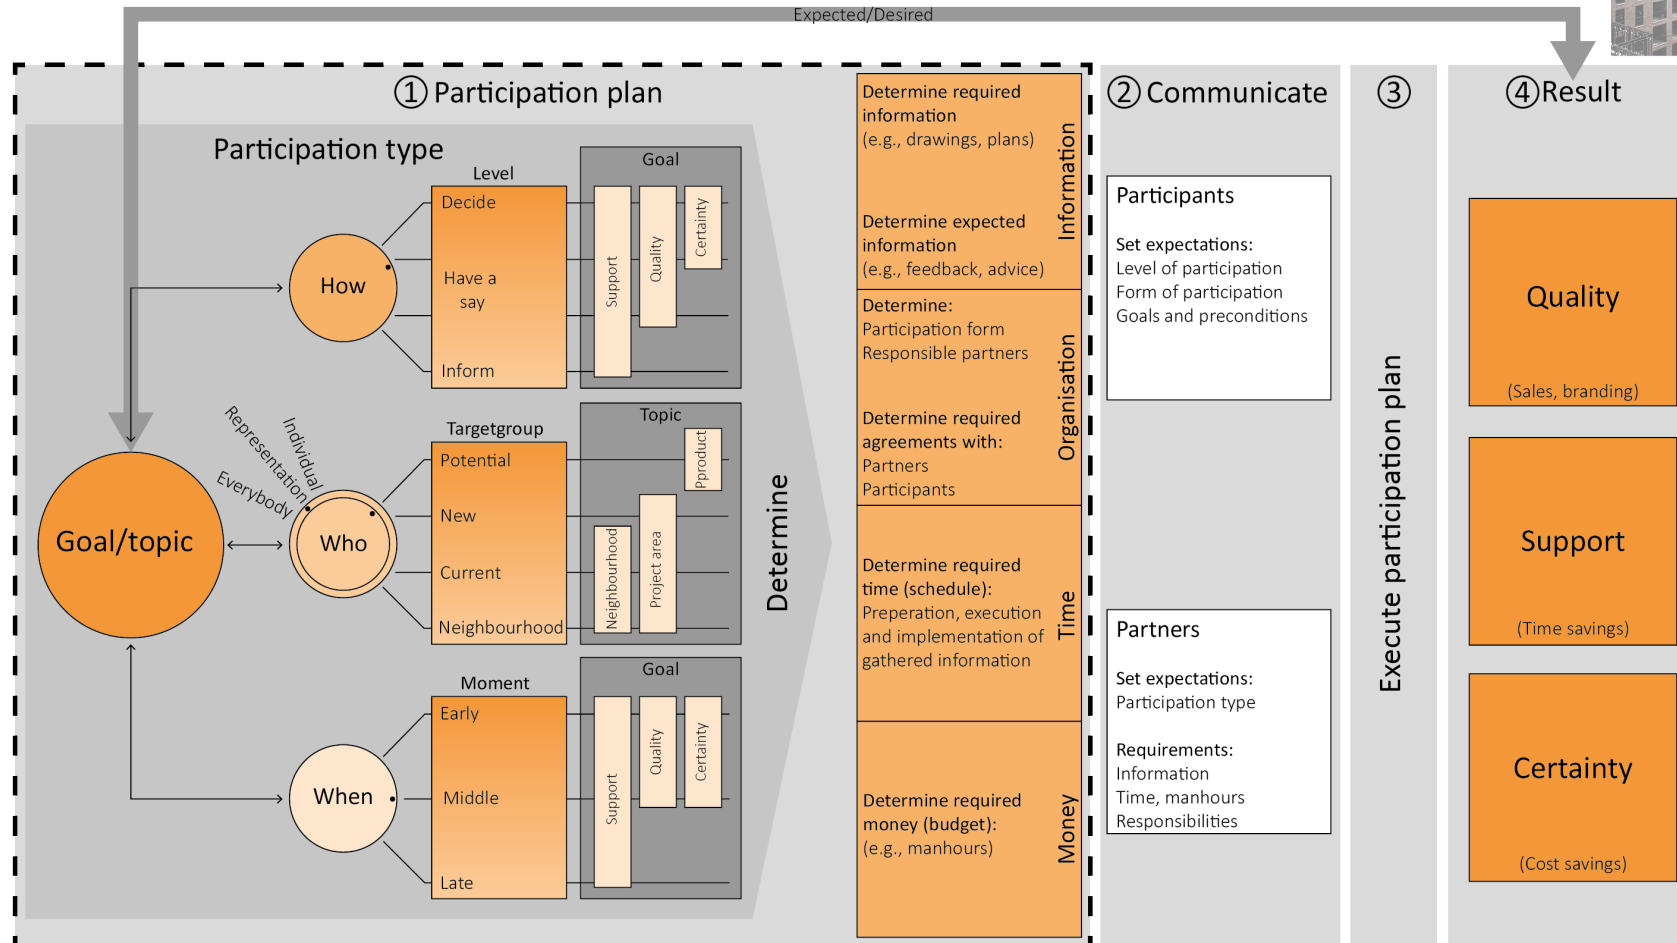 Expected/Desired
① Participation plan
Participation type
How
Level
Decide
Have a
say
Inform
Goal
Support
Quality
Certainty
Goal/topic
Everybody
Representation
Individual
Who
Targetgroup
Potential
New
Current
Neighbourhood
Topic
Neighbourhood
Project area
Pproduct
When
Moment
Early
Middle
Late
Goal
Support
Quality
Certainty
Determine
Determine required
information
(e.g., drawings, plans)
Determine expected
information
(e.g., feedback, advice)
Information
Determine:
Participation form
Responsible partners
Determine required
agreements with:
Partners
Participants
Organisation
Determine required
time (schedule):
Preperation, execution
and implementation of
gathered information
Time
Determine required
money (budget):
(e.g., manhours)
Money
② Communicate
Participants
Set expectations:
Level of participation
Form of participation
Goals and preconditions
Partners
Set expectations:
Participation type
Requirements:
Information
Time, manhours
Responsibilities
③
Execute participation plan
④ Result
Quality
(Sales, branding)
Support
(Time savings)
Certainty
(Cost savings)